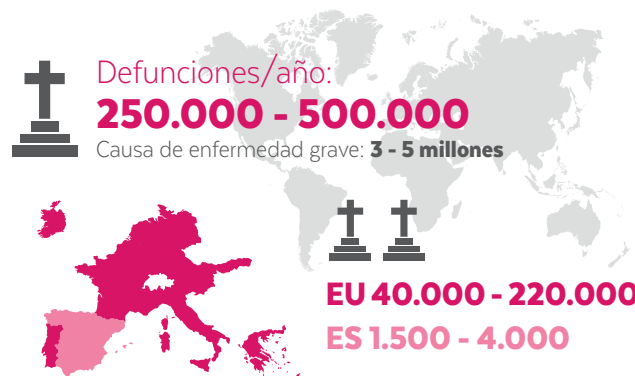 Defunciones/año:
250.000 - 500.000
Causa de enfermedad grave: 3 - 5 millones
EU 40.000 - 220.000
ES 1.500 - 4.000